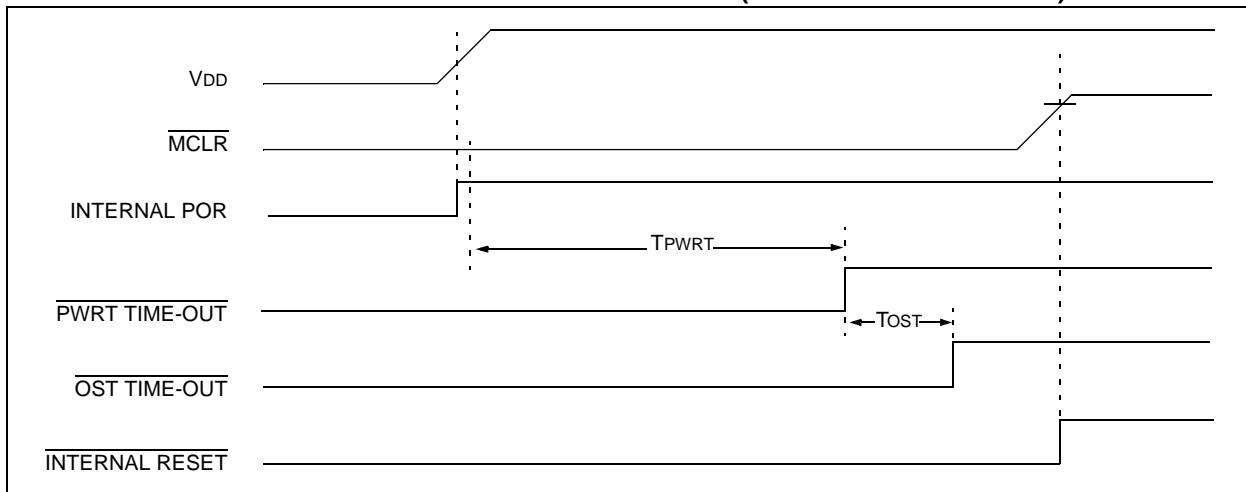 VDD
MCLR
INTERNAL POR
TPWRT
PWRT TIME-OUT
TOST
OST TIME-OUT
INTERNAL RESET